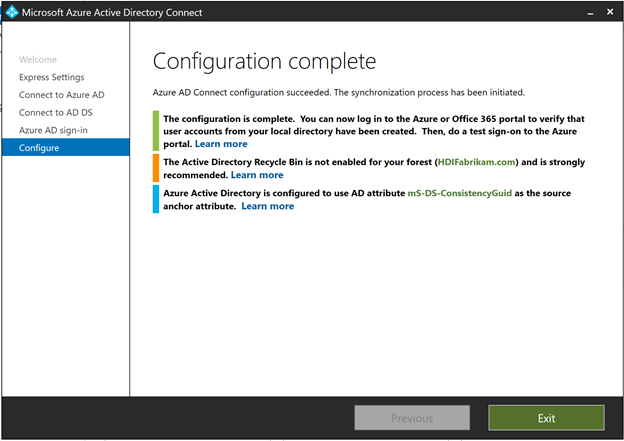 Microsoft Azure Active Directory Connect
Welcome
Express Settings
Connect to Azure AD
Connect to AD DS
Azure AD sign-in
Configure
Configuration complete
Azure AD Connect configuration succeeded. The synchronization process has been initiated.
The configuration is complete. You can now log in to the Azure or Office 365 portal to verify that
user accounts from your local directory have been created. Then, do a test sign-on to the Azure
portal. Learn more
The Active Directory Recycle Bin is not enabled for your forest (HDIFabrikam.com) and is strongly
recommended. Learn more
Azure Active Directory is configured to use AD attribute mS-DS-ConsistencyGuid as the source
anchor attribute. Learn more
Previous
Exit